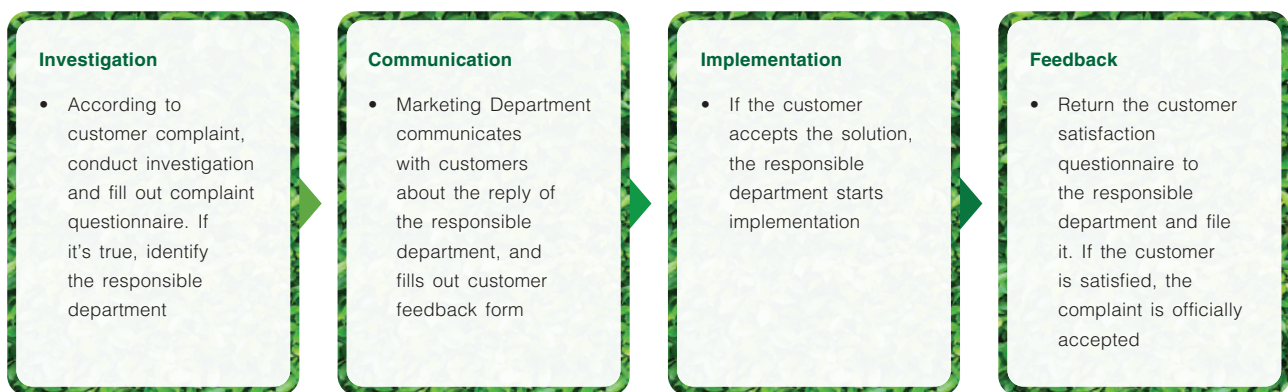 Investigation
• According to
customer complaint,
conduct investigation
and fill out complaint
questionnaire. If
it's true, identify
the responsible
department
Communication
• Marketing Department
communicates
with customers
about the reply of
the responsible
department, and
fills out customer
feedback form
Implementation
• If the customer
accepts the solution,
the responsible
department starts
implementation
Feedback
• Return the customer
satisfaction
questionnaire to
the responsible
department and file
it. If the customer
is satisfied, the
complaint is officially
accepted